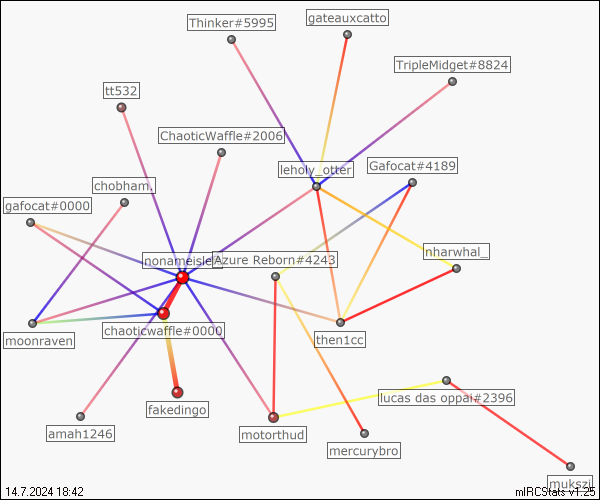 Thinker#5995
gateauxcatto
TripleMidget#8824
tt532
ChaoticWaffle#2006
leholy_otter
Gafocat#4189
chobham.
gafocat#0000
nonameisleft
Azure Reborn#4243
nharwhal_
chaoticwaffle#0000
moonraven
then1cc
lucas das oppai#2396
fakedingo
amah1246
motorthud
mercurybro
mukszi
14.7.2024 18:42
mIRCStats v1.25